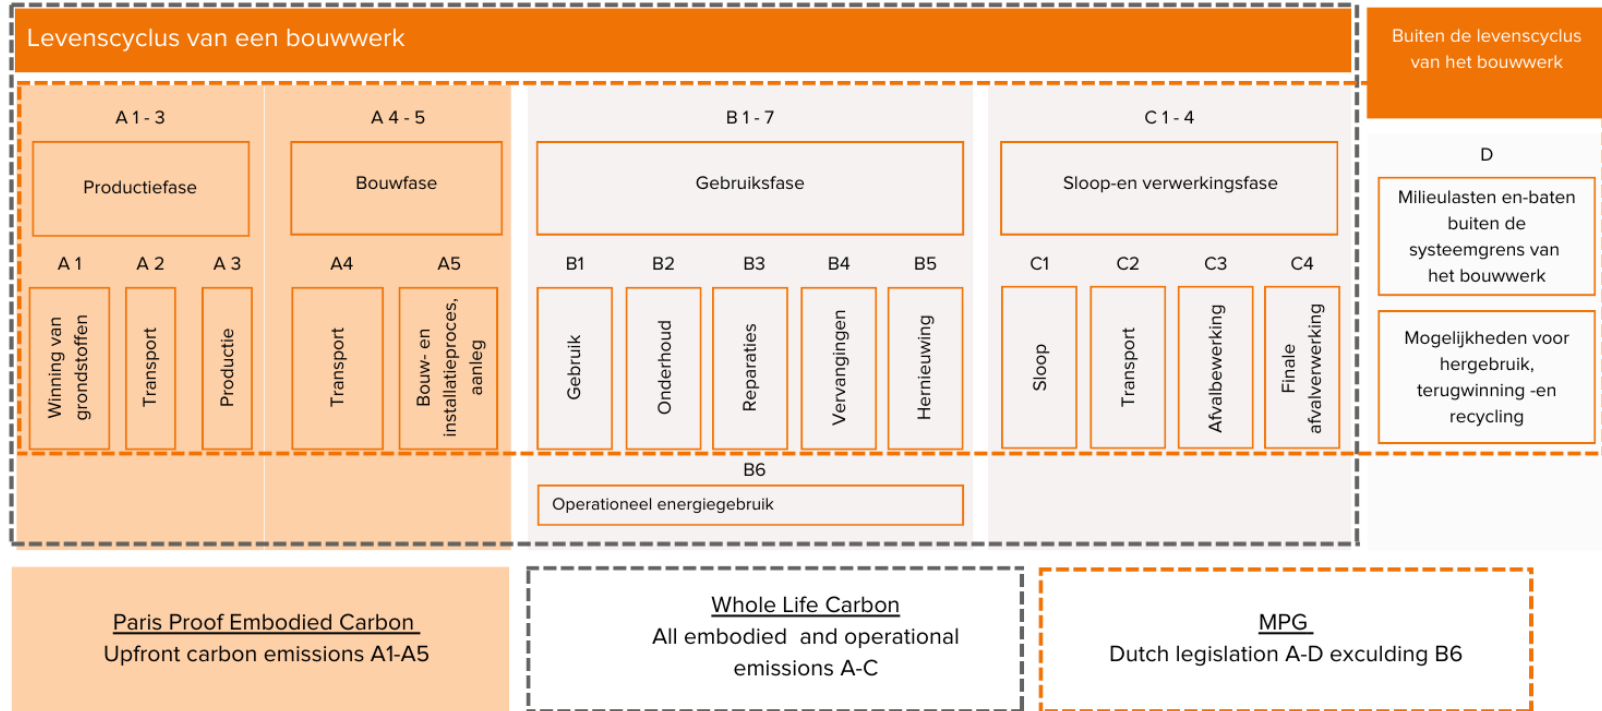 Levenscyclus van een bouwwerk
Buiten de levenscyclus
van het bouwwerk
A 1 - 3
A 4 - 5
B 1 - 7
C 1 - 4
D
Productiefase
Bouwfase
Gebruiksfase
Sloop-en verwerkingsfase
Milieulasten en-baten
buiten de
systeemgrens van
het bouwwerk
A 1
A 2
A 3
A4
A5
B1
B2
B3
B4
B5
C1
C2
C3
C4
Winning van
grondstoffen
Transport
Productie
Transport
Bouw- en
installatieproces,
aanleg
Gebruik
Onderhoud
Reparaties
Vervangingen
Hernieuwing
Sloop
Transport
Afvalbewerking
Finale
afvalverwerking
Mogelijkheden voor
hergebruik,
terugwinning -en
recycling
B6
Operationeel energiegebruik
Paris Proof Embodied Carbon
Upfront carbon emissions A1-A5
Whole Life Carbon
All embodied and operational
emissions A-C
MPG
Dutch legislation A-D exculding B6